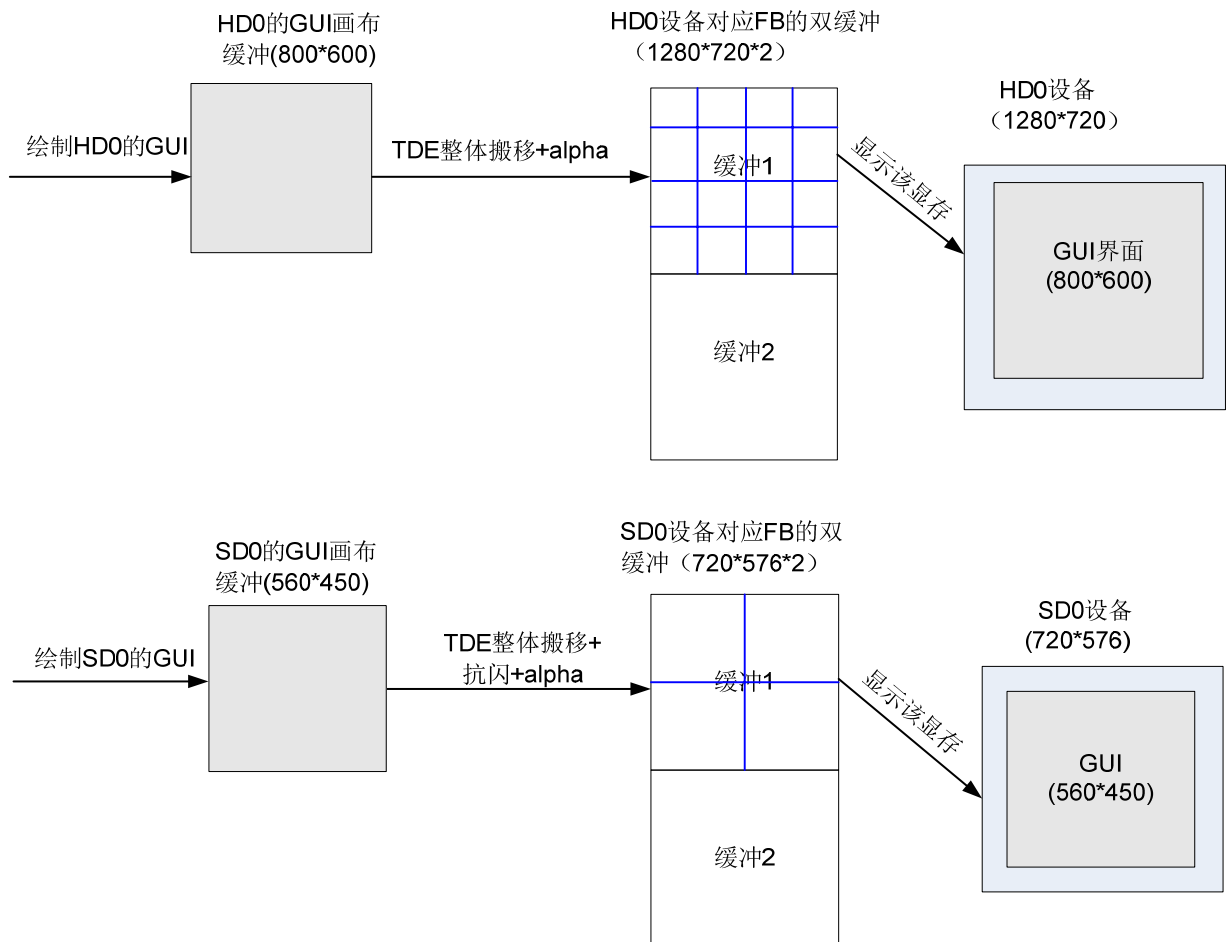 HD0的GUI画布
缓冲(800*600)
HD0设备对应FB的双缓冲
（1280*720*2）
HD0设备
（1280*720）
绘制HD0的GUI
TDE整体搬移+alpha
缓冲1
显示该显存
GUI界面
(800*600)
缓冲2
SD0的GUI画布
缓冲(560*450)
SD0设备对应FB的双
缓冲（720*576*2）
SD0设备
(720*576)
绘制SD0的GUI
TDE整体搬移+
抗闪+alpha
缓冲1
显示该显存
GUI
(560*450)
缓冲2